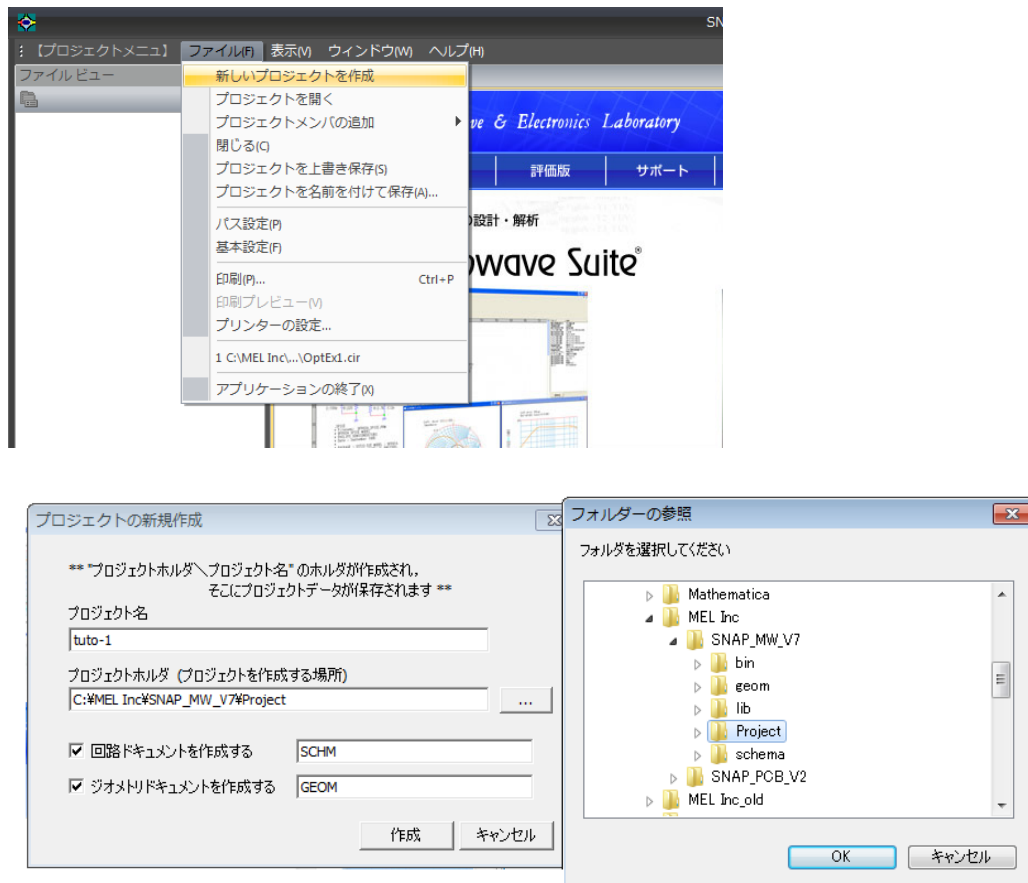 SN
【プロジェクトメニュ】 ファイル(F) 表示(V) ウィンドウ(W) ヘルプ(H)
ファイル ビュー
新しいプロジェクトを作成
プロジェクトを開く
プロジェクトメンバの追加
閉じる(C)
プロジェクトを上書き保存(S)
プロジェクトを名前を付けて保存(A)...
パス設定(P)
基本設定(F)
印刷(P)... Ctrl+P
印刷プレビュー(V)
プリンターの設定...
1 C:\MEL Inc\...\OptEx1.cir
アプリケーションの終了(X)
ve & Electronics Laboratory
評価版 サポート
の設計・解析
owave Suite®
プロジェクトの新規作成
** "プロジェクトホルダ＼プロジェクト名" のホルダが作成され,
そこにプロジェクトデータが保存されます **
プロジェクト名
tuto-1
プロジェクトホルダ (プロジェクトを作成する場所)
C:¥MEL Inc¥SNAP_MW_V7¥Project
...
回路ドキュメントを作成する SCHM
ジオメトリドキュメントを作成する GEOM
作成 キャンセル
フォルダーの参照
フォルダを選択してください
Mathematica
MEL Inc
SNAP_MW_V7
bin
geom
lib
Project
schema
SNAP_PCB_V2
MEL Inc_old
OK キャンセル